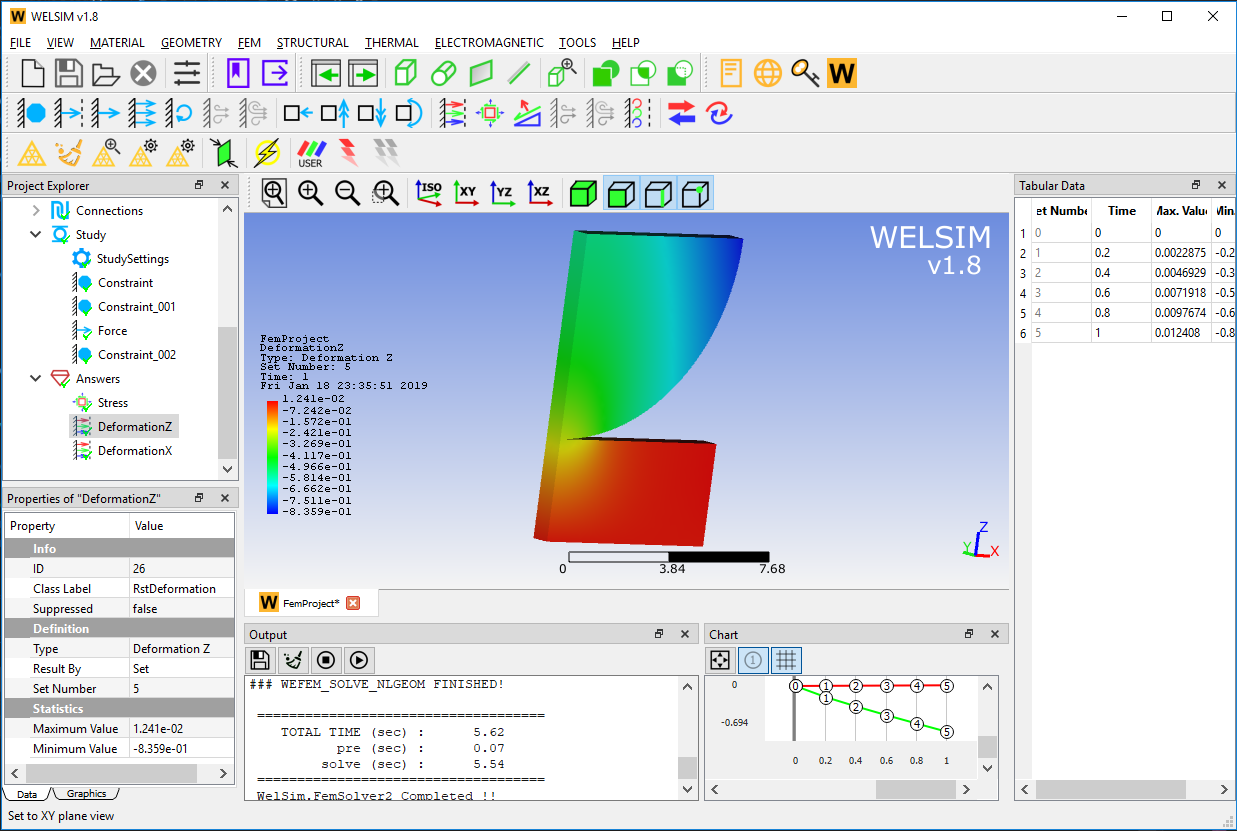 W WELSIM v1.8
FILE VIEW MATERIAL GEOMETRY FEM STRUCTURAL THERMAL ELECTROMAGNETIC TOOLS HELP
W
USER
Project Explorer
Connections
Study
StudySettings
Constraint
Constraint_001
Force
Constraint_002
Answers
Stress
DeformationZ
DeformationX
Properties of "DeformationZ"
Property Value
Info
ID 26
Class Label RstDeformation
Suppressed false
Definition
Type Deformation Z
Result By Set
Set Number 5
Statistics
Maximum Value 1.241e-02
Minimum Value -8.359e-01
Data Graphics
Set to XY plane view
ISO XY YZ XZ
WELSIM
v1.8
FemProject
DeformationZ
Type: Deformation Z
Set Number: 5
Time: 1
Fri Jan 18 23:35:51 2019
1.241e-02
-7.242e-02
-1.572e-01
-2.421e-01
-3.269e-01
-4.117e-01
-4.966e-01
-5.814e-01
-6.662e-01
-7.511e-01
-8.359e-01
0 3.84 7.68
Z
Y X
W FemProject*
Output
### WEFEM_SOLVE_NLGEOM FINISHED!
====================================
TOTAL TIME (sec) : 5.62
pre (sec) : 0.07
solve (sec) : 5.54
====================================
WelSim.FemSolver2 Completed !!
Chart
1
0
-0.694
0 1 2 3 4 5
1 2 3 4 5
0 0.2 0.4 0.6 0.8 1
Tabular Data
et Numbe Time Max. Value Min.
1 0 0 0 0
2 1 0.2 0.0022875 -0.2
3 2 0.4 0.0046929 -0.3
4 3 0.6 0.0071918 -0.5
5 4 0.8 0.0097674 -0.6
6 5 1 0.012408 -0.8